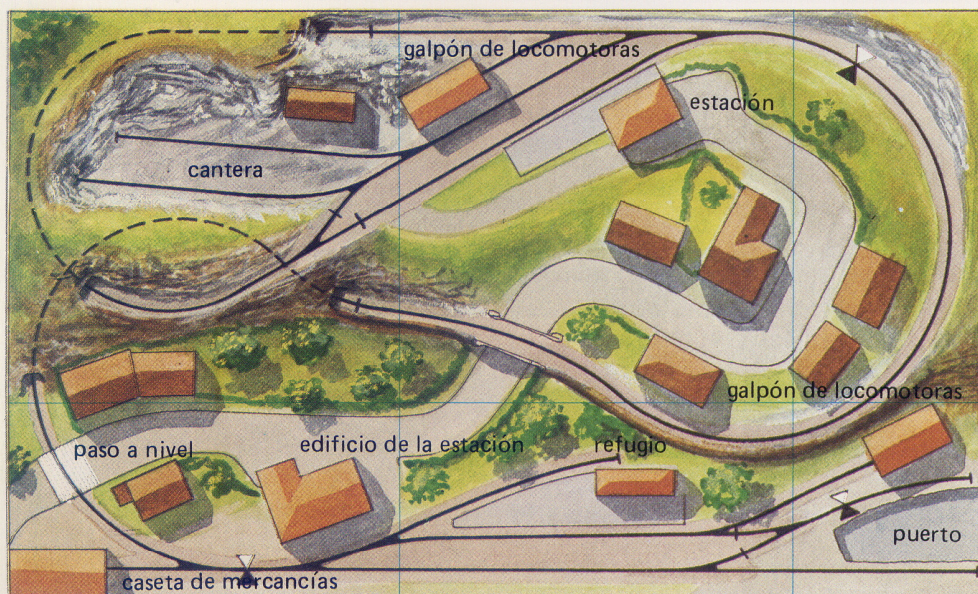 galpón de locomotoras
estación
cantera
galpón de locomotoras
paso a nivel
edificio de la estación
refugio
puerto
caseta de mercancías